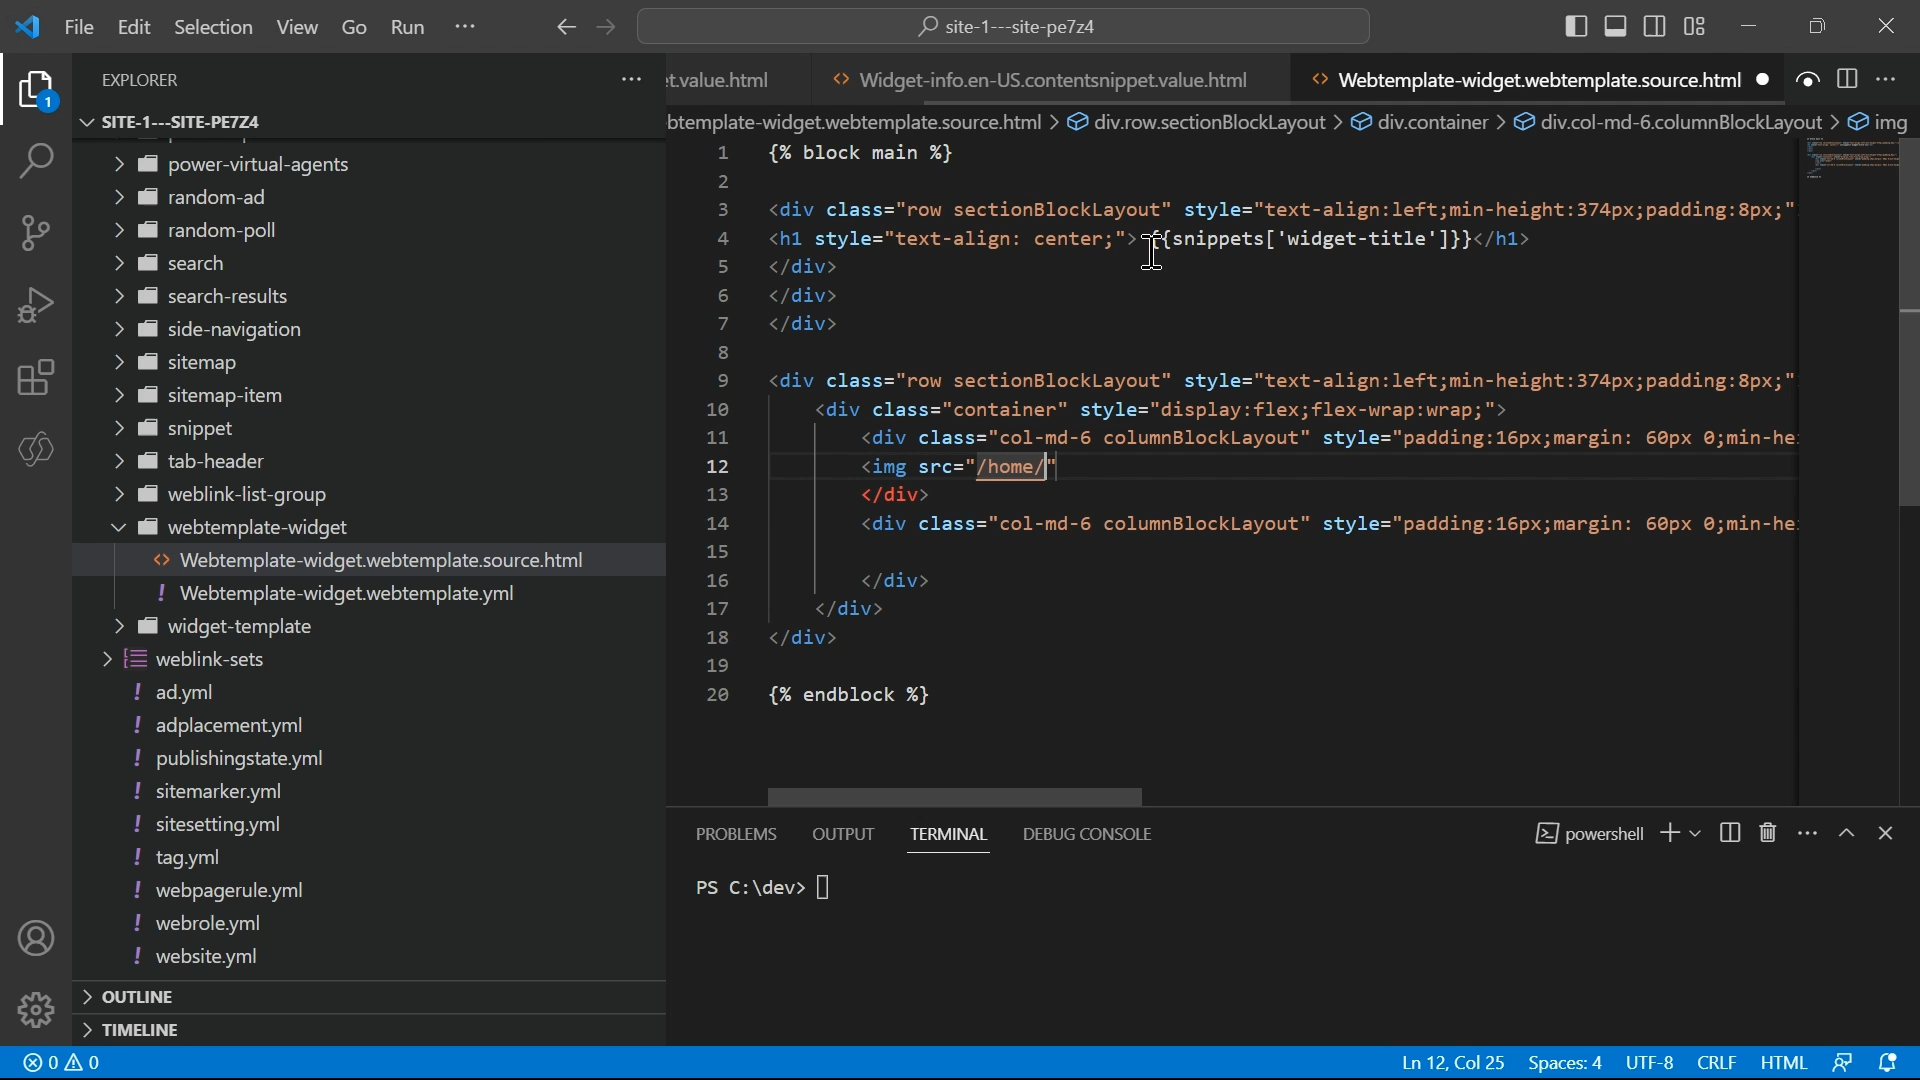 File Edit Selection View Go Run ...
site-1---site-pe7z4
EXPLORER
1
SITE-1---SITE-PE7Z4
power-virtual-agents
random-ad
random-poll
search
search-results
side-navigation
sitemap
sitemap-item
snippet
tab-header
weblink-list-group
webtemplate-widget
<> Webtemplate-widget.webtemplate.source.html
! Webtemplate-widget.webtemplate.yml
widget-template
weblink-sets
! ad.yml
! adplacement.yml
! publishingstate.yml
! sitemarker.yml
! sitesetting.yml
! tag.yml
! webpagerule.yml
! webrole.yml
! website.yml
OUTLINE
TIMELINE
et.value.html <> Widget-info.en-US.contentsnippet.value.html <> Webtemplate-widget.webtemplate.source.html
btemplate-widget.webtemplate.source.html > div.row.sectionBlockLayout > div.container > div.col-md-6.columnBlockLayout > img
1 {% block main %}
2
3 <div class="row sectionBlockLayout" style="text-align:left;min-height:374px;padding:8px;"
4 <h1 style="text-align: center;"> {{snippets['widget-title']}}</h1>
5 </div>
6 </div>
7 </div>
8
9 <div class="row sectionBlockLayout" style="text-align:left;min-height:374px;padding:8px;"
10 <div class="container" style="display:flex;flex-wrap:wrap;">
11 <div class="col-md-6 columnBlockLayout" style="padding:16px;margin: 60px 0;min-he
12 <img src="/home/"
13 </div>
14 <div class="col-md-6 columnBlockLayout" style="padding:16px;margin: 60px 0;min-he
15
16 </div>
17 </div>
18 </div>
19
20 {% endblock %}
PROBLEMS OUTPUT TERMINAL DEBUG CONSOLE powershell
PS C:\dev>
0 0 Ln 12, Col 25 Spaces: 4 UTF-8 CRLF HTML